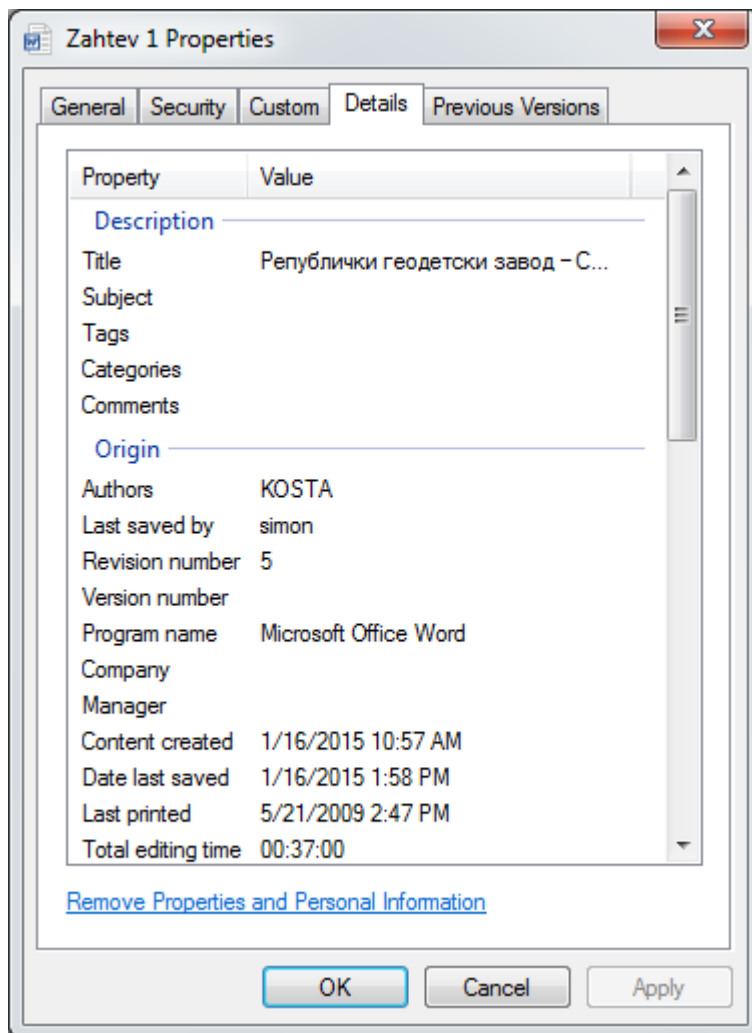 Zahtev 1 Properties
General Security Custom Details Previous Versions
Property Value
Description
Title Републички геодетски завод – С...
Subject
Tags
Categories
Comments
Origin
Authors KOSTA
Last saved by simon
Revision number 5
Version number
Program name Microsoft Office Word
Company
Manager
Content created 1/16/2015 10:57 AM
Date last saved 1/16/2015 1:58 PM
Last printed 5/21/2009 2:47 PM
Total editing time 00:37:00
Remove Properties and Personal Information
OK Cancel Apply